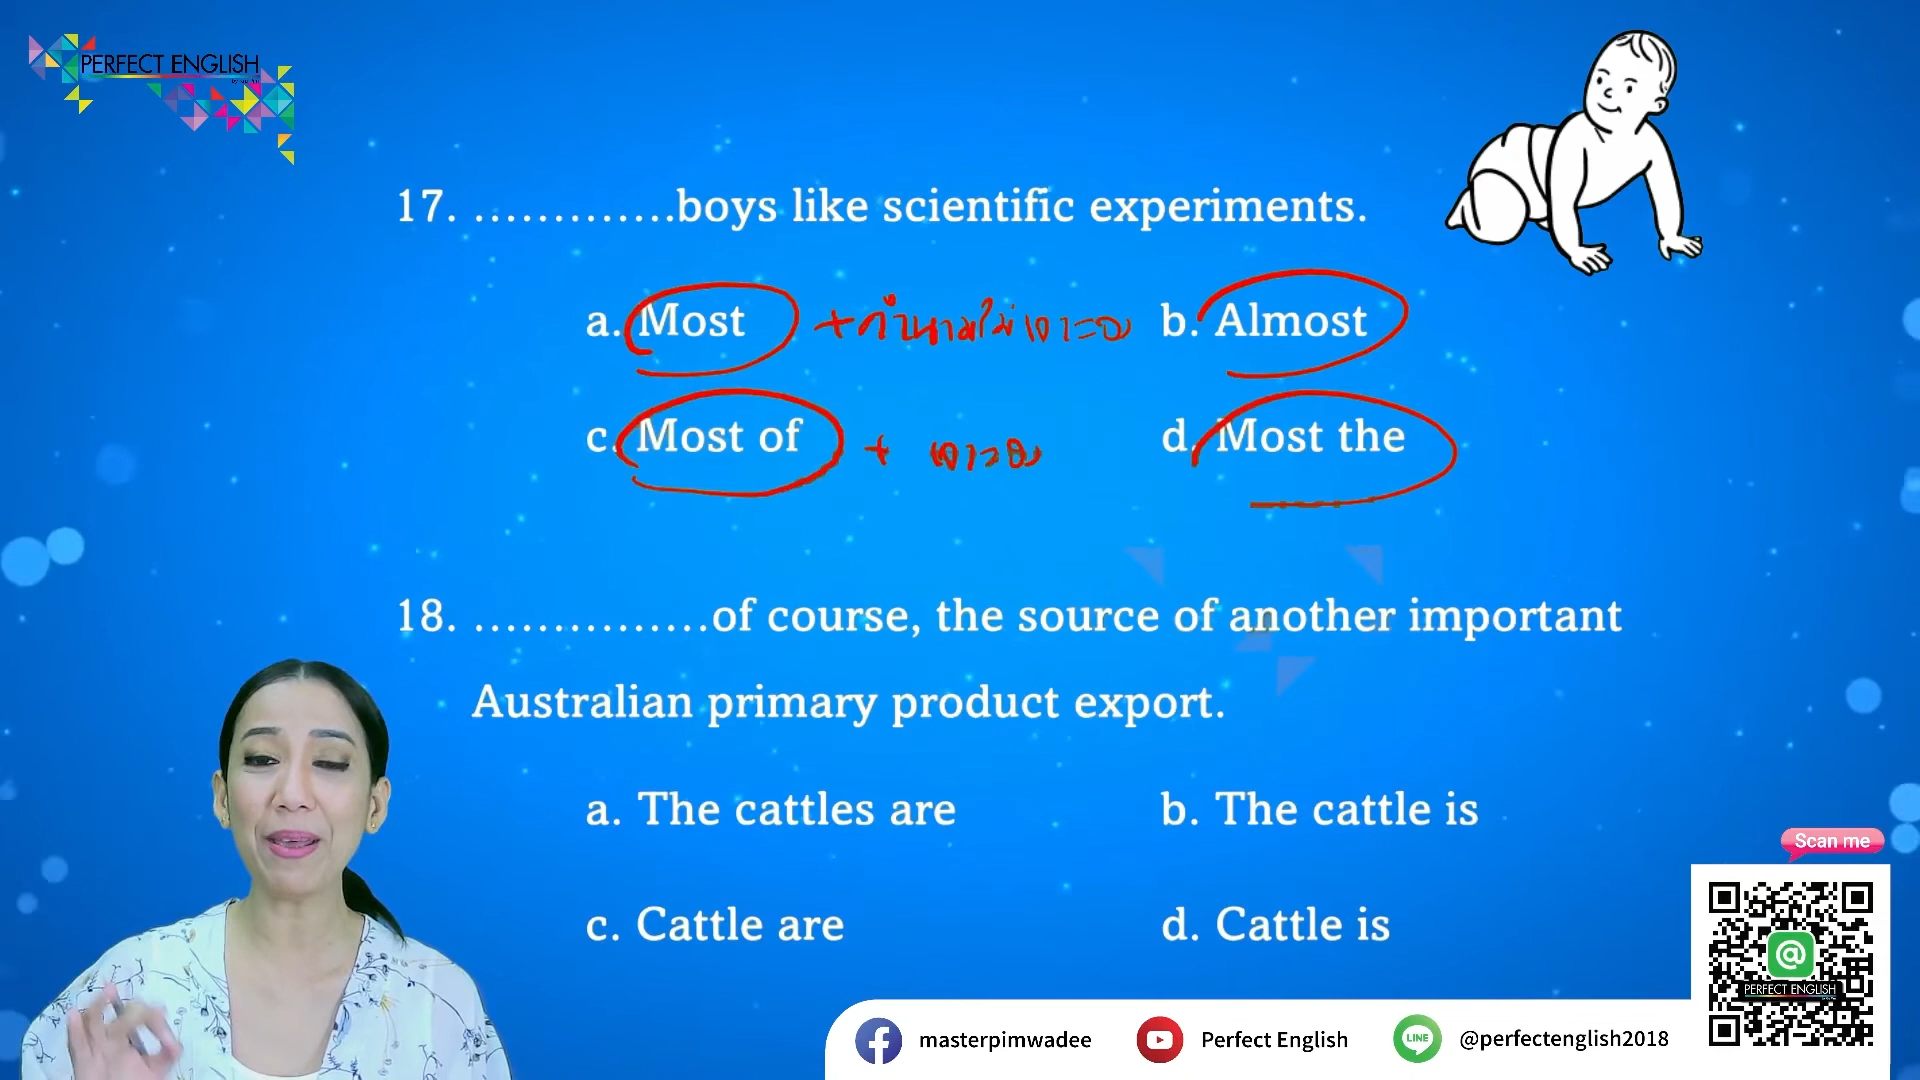 PERFECT ENGLISH
17. .............boys like scientific experiments.
a. Most +คำนามไม่เจาะจง b. Almost
c. Most of + เจาะจง d. Most the
18. ...............of course, the source of another important
Australian primary product export.
a. The cattles are b. The cattle is
c. Cattle are d. Cattle is
Scan me
PERFECT ENGLISH
masterpimwadee Perfect English LINE @perfectenglish2018